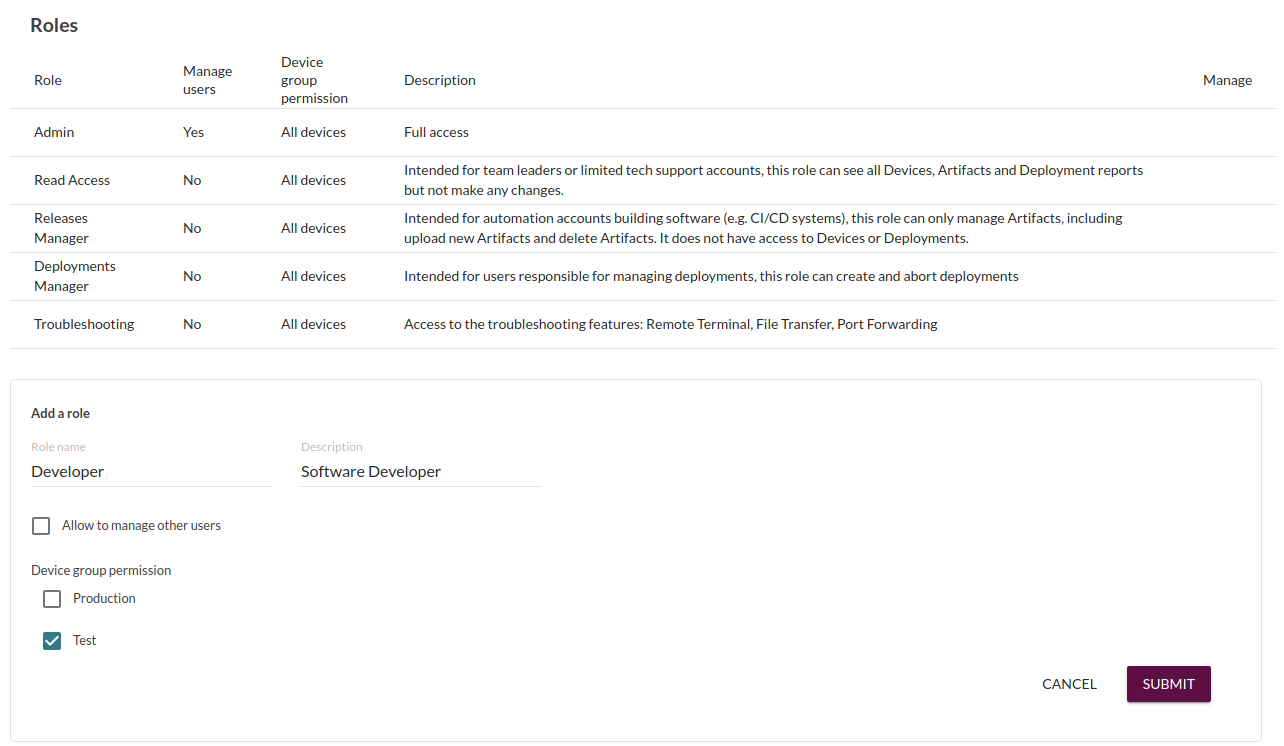 Roles
Role
Manage
users
Device
group
permission
Description
Manage
Admin
Yes
All devices
Full access
Read Access
No
All devices
Intended for team leaders or limited tech support accounts, this role can see all Devices, Artifacts and Deployment reports
but not make any changes.
Releases
Manager
No
All devices
Intended for automation accounts building software (e.g. CI/CD systems), this role can only manage Artifacts, including
upload new Artifacts and delete Artifacts. It does not have access to Devices or Deployments.
Deployments
Manager
No
All devices
Intended for users responsible for managing deployments, this role can create and abort deployments
Troubleshooting
No
All devices
Access to the troubleshooting features: Remote Terminal, File Transfer, Port Forwarding
Add a role
Role name
Description
Developer
Software Developer
Allow to manage other users
Device group permission
Production
Test
CANCEL
SUBMIT